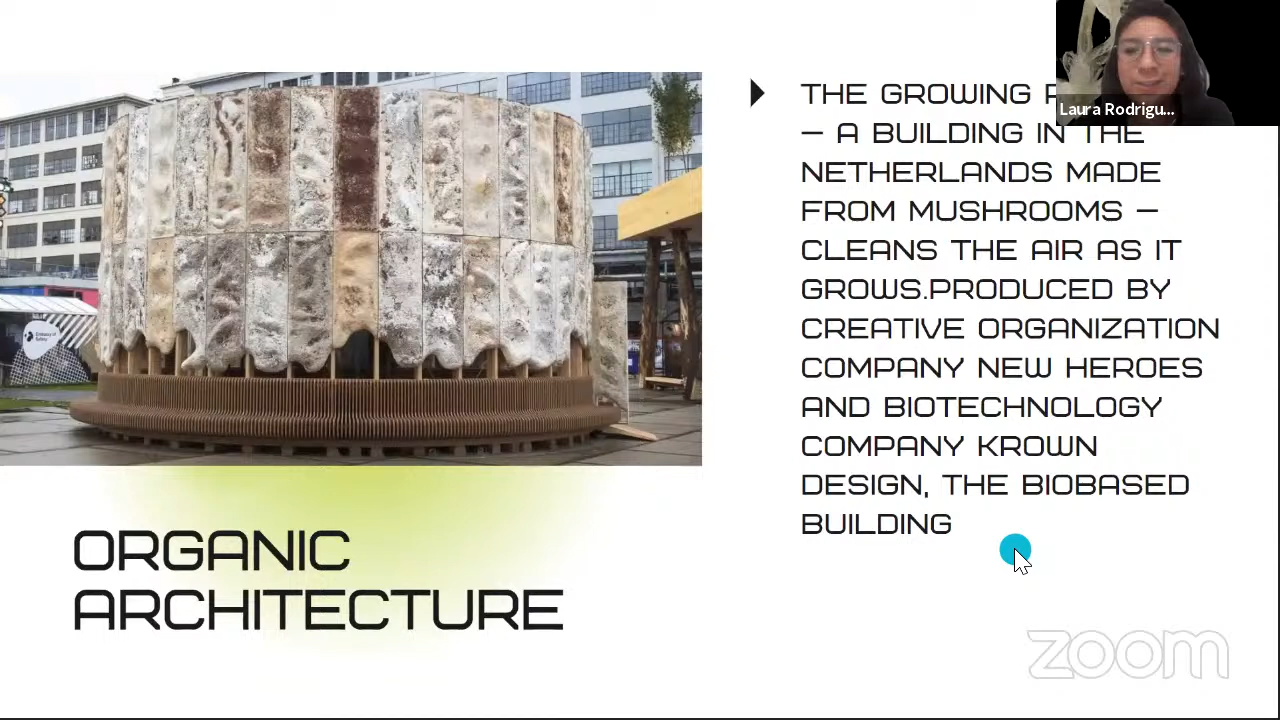 THE GROWING
— A BUILDING IN THE
NETHERLANDS MADE
FROM MUSHROOMS —
CLEANS THE AIR AS IT
GROWS.PRODUCED BY
CREATIVE ORGANIZATION
COMPANY NEW HEROES
AND BIOTECHNOLOGY
COMPANY KROWN
DESIGN, THE BIOBASED
BUILDING
Laura Rodrigu...
ORGANIC
ARCHITECTURE
zoom